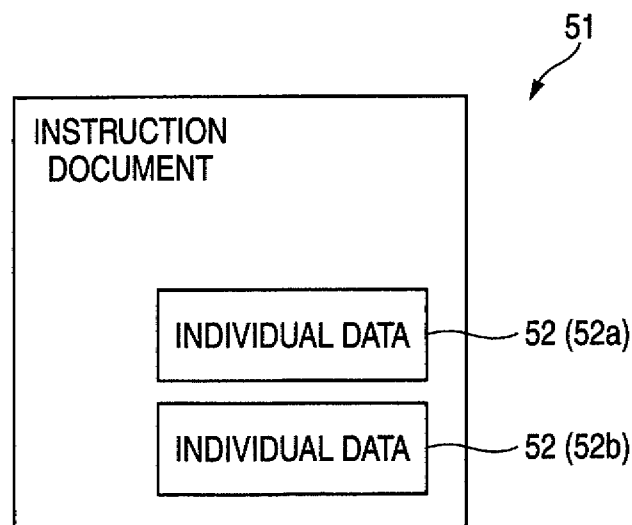 51
INSTRUCTION
DOCUMENT
INDIVIDUAL DATA
52 (52a)
INDIVIDUAL DATA
52 (52b)